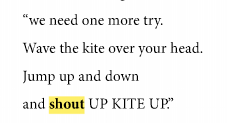 “we need one more try.
Wave the kite over your head.
Jump up and down
and shout UP KITE UP.”